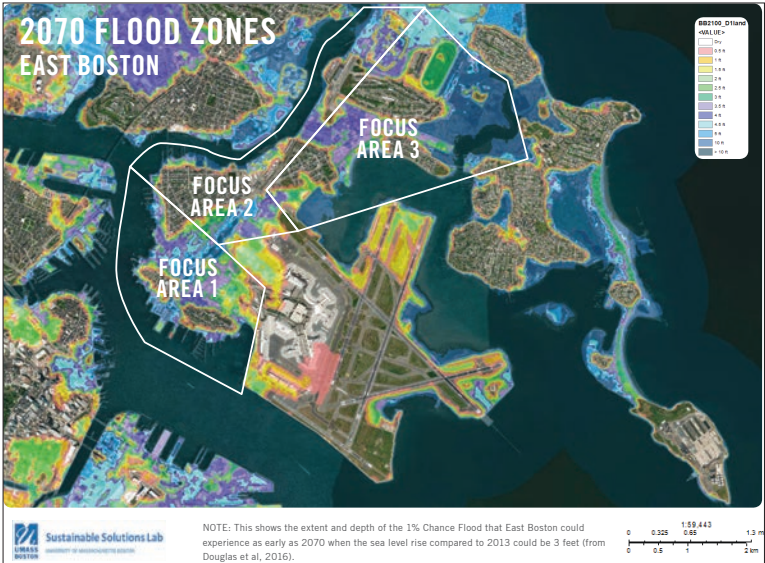 2070 FLOOD ZONES
EAST BOSTON
BB2100_D1land
<VALUE>
Dry
0.5 ft
1 ft
1.5 ft
2 ft
2.5 ft
3 ft
3.5 ft
4 ft
4.5 ft
5 ft
10 ft
> 10 ft
FOCUS
AREA 3
FOCUS
AREA 2
FOCUS
AREA 1
UMASS
BOSTON
Sustainable Solutions Lab
UNIVERSITY OF MASSACHUSETTS BOSTON
NOTE: This shows the extent and depth of the 1% Chance Flood that East Boston could
experience as early as 2070 when the sea level rise compared to 2013 could be 3 feet (from
Douglas et al, 2016).
1:59,443
0 0.325 0.65 1.3 m
0 0.5 1 2 km